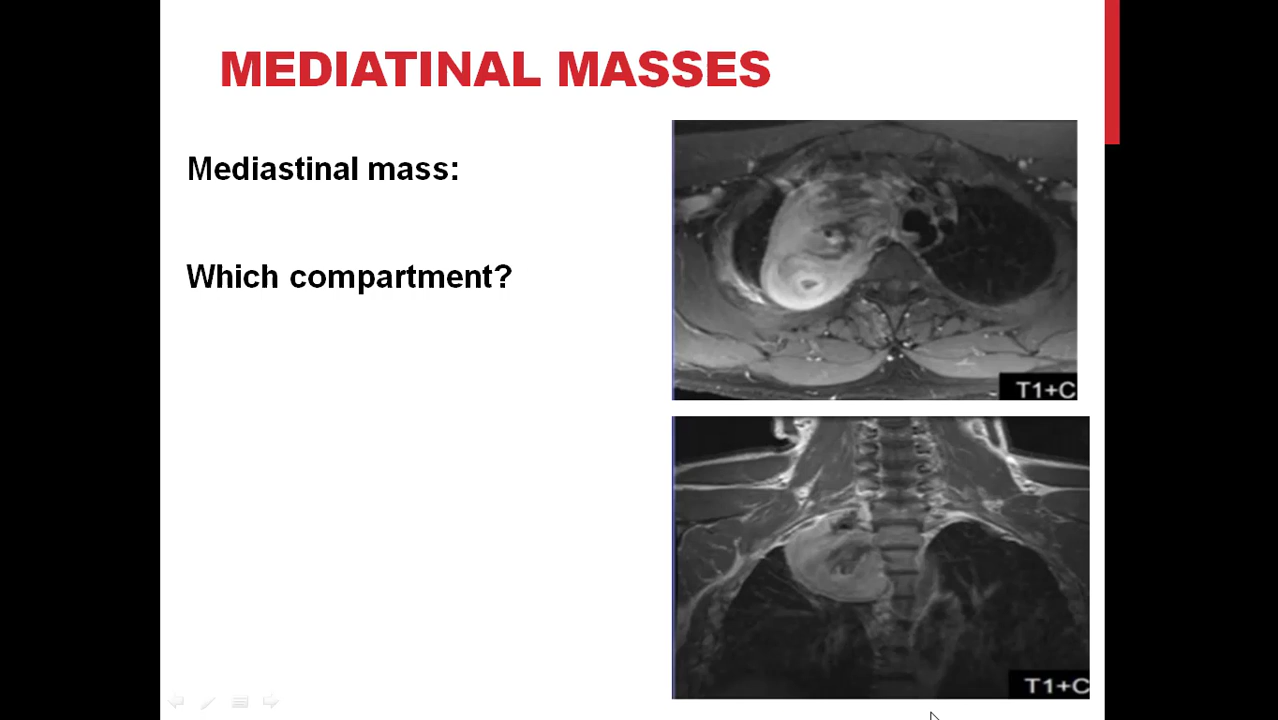 MEDIATINAL MASSES
Mediastinal mass:
Which compartment?
T1+C
T1+C